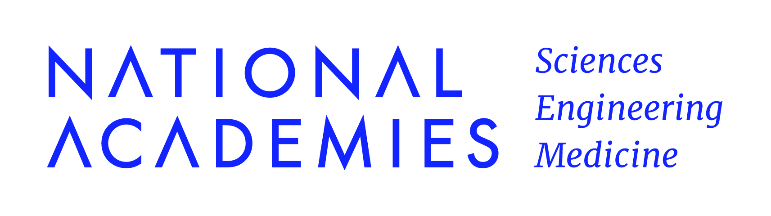 NATIONAL
ACADEMIES
Sciences
Engineering
Medicine